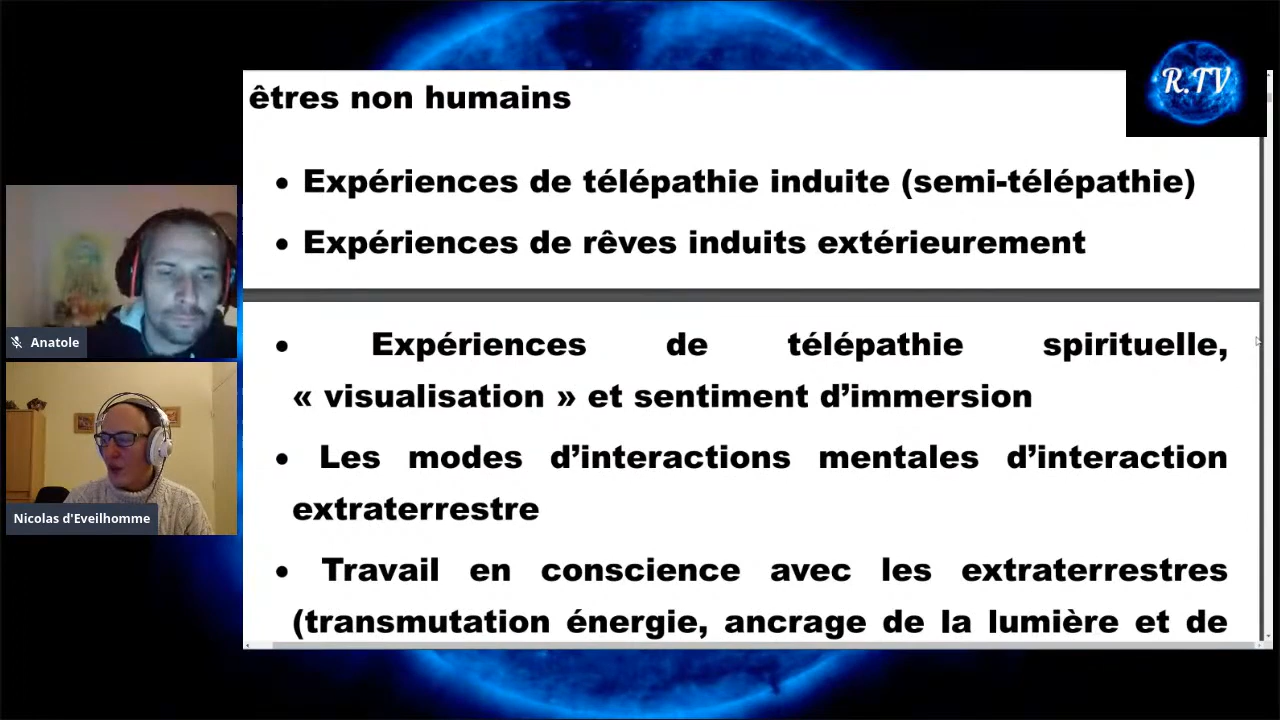 êtres non humains
R.TV
• Expériences de télépathie induite (semi-télépathie)
• Expériences de rêves induits extérieurement
• Expériences de télépathie spirituelle,
« visualisation » et sentiment d’immersion
• Les modes d’interactions mentales d’interaction
extraterrestre
• Travail en conscience avec les extraterrestres
(transmutation énergie, ancrage de la lumière et de
Anatole
Nicolas d'Eveilhomme